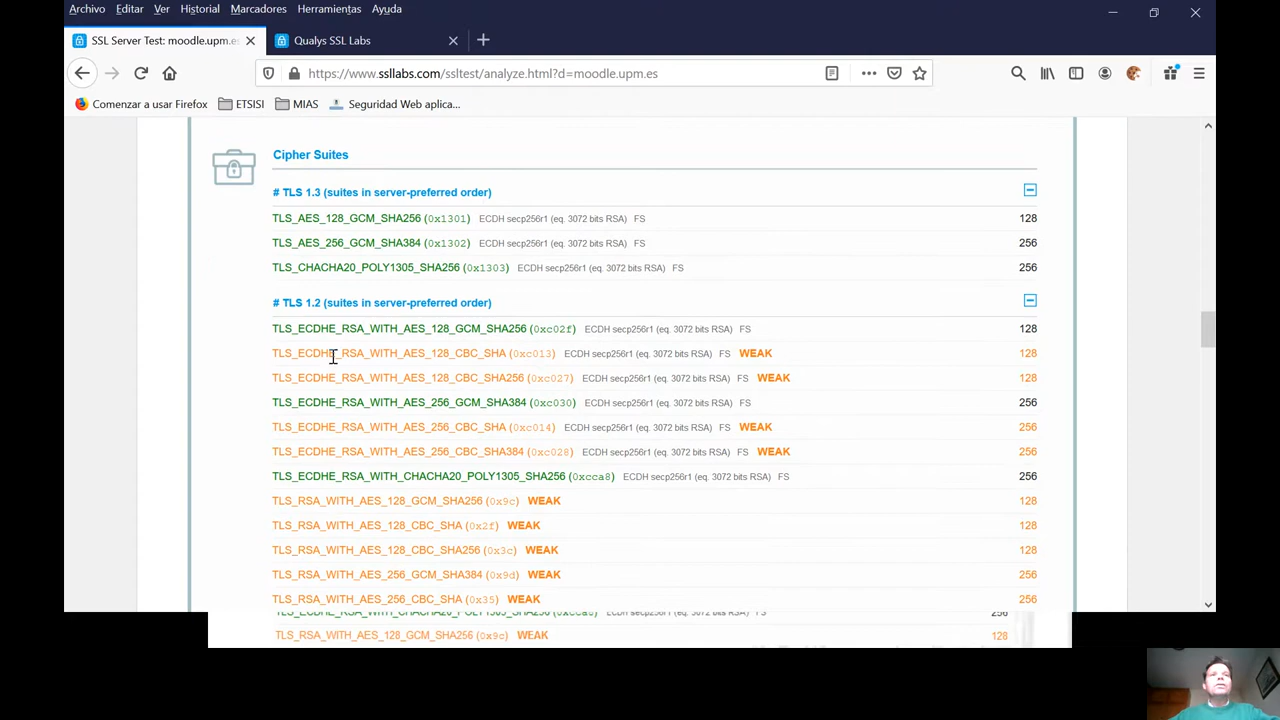 Archivo Editar Ver Historial Marcadores Herramientas Ayuda
SSL Server Test: moodle.upm.es
Qualys SSL Labs
https://www.ssllabs.com/ssltest/analyze.html?d=moodle.upm.es
Comenzar a usar Firefox ETSISI MIAS Seguridad Web aplica...
Cipher Suites
# TLS 1.3 (suites in server-preferred order)
TLS_AES_128_GCM_SHA256 (0x1301) ECDH secp256r1 (eq. 3072 bits RSA) FS 128
TLS_AES_256_GCM_SHA384 (0x1302) ECDH secp256r1 (eq. 3072 bits RSA) FS 256
TLS_CHACHA20_POLY1305_SHA256 (0x1303) ECDH secp256r1 (eq. 3072 bits RSA) FS 256
# TLS 1.2 (suites in server-preferred order)
TLS_ECDHE_RSA_WITH_AES_128_GCM_SHA256 (0xc02f) ECDH secp256r1 (eq. 3072 bits RSA) FS 128
TLS_ECDHE_RSA_WITH_AES_128_CBC_SHA (0xc013) ECDH secp256r1 (eq. 3072 bits RSA) FS WEAK 128
TLS_ECDHE_RSA_WITH_AES_128_CBC_SHA256 (0xc027) ECDH secp256r1 (eq. 3072 bits RSA) FS WEAK 128
TLS_ECDHE_RSA_WITH_AES_256_GCM_SHA384 (0xc030) ECDH secp256r1 (eq. 3072 bits RSA) FS 256
TLS_ECDHE_RSA_WITH_AES_256_CBC_SHA (0xc014) ECDH secp256r1 (eq. 3072 bits RSA) FS WEAK 256
TLS_ECDHE_RSA_WITH_AES_256_CBC_SHA384 (0xc028) ECDH secp256r1 (eq. 3072 bits RSA) FS WEAK 256
TLS_ECDHE_RSA_WITH_CHACHA20_POLY1305_SHA256 (0xcca8) ECDH secp256r1 (eq. 3072 bits RSA) FS 256
TLS_RSA_WITH_AES_128_GCM_SHA256 (0x9c) WEAK 128
TLS_RSA_WITH_AES_128_CBC_SHA (0x2f) WEAK 128
TLS_RSA_WITH_AES_128_CBC_SHA256 (0x3c) WEAK 128
TLS_RSA_WITH_AES_256_GCM_SHA384 (0x9d) WEAK 256
TLS_RSA_WITH_AES_256_CBC_SHA (0x35) WEAK 256
TLS_ECDHE_RSA_WITH_CHACHA20_POLY1305_SHA256 (0xcca8) 256
TLS_RSA_WITH_AES_128_GCM_SHA256 (0x9c) WEAK 128